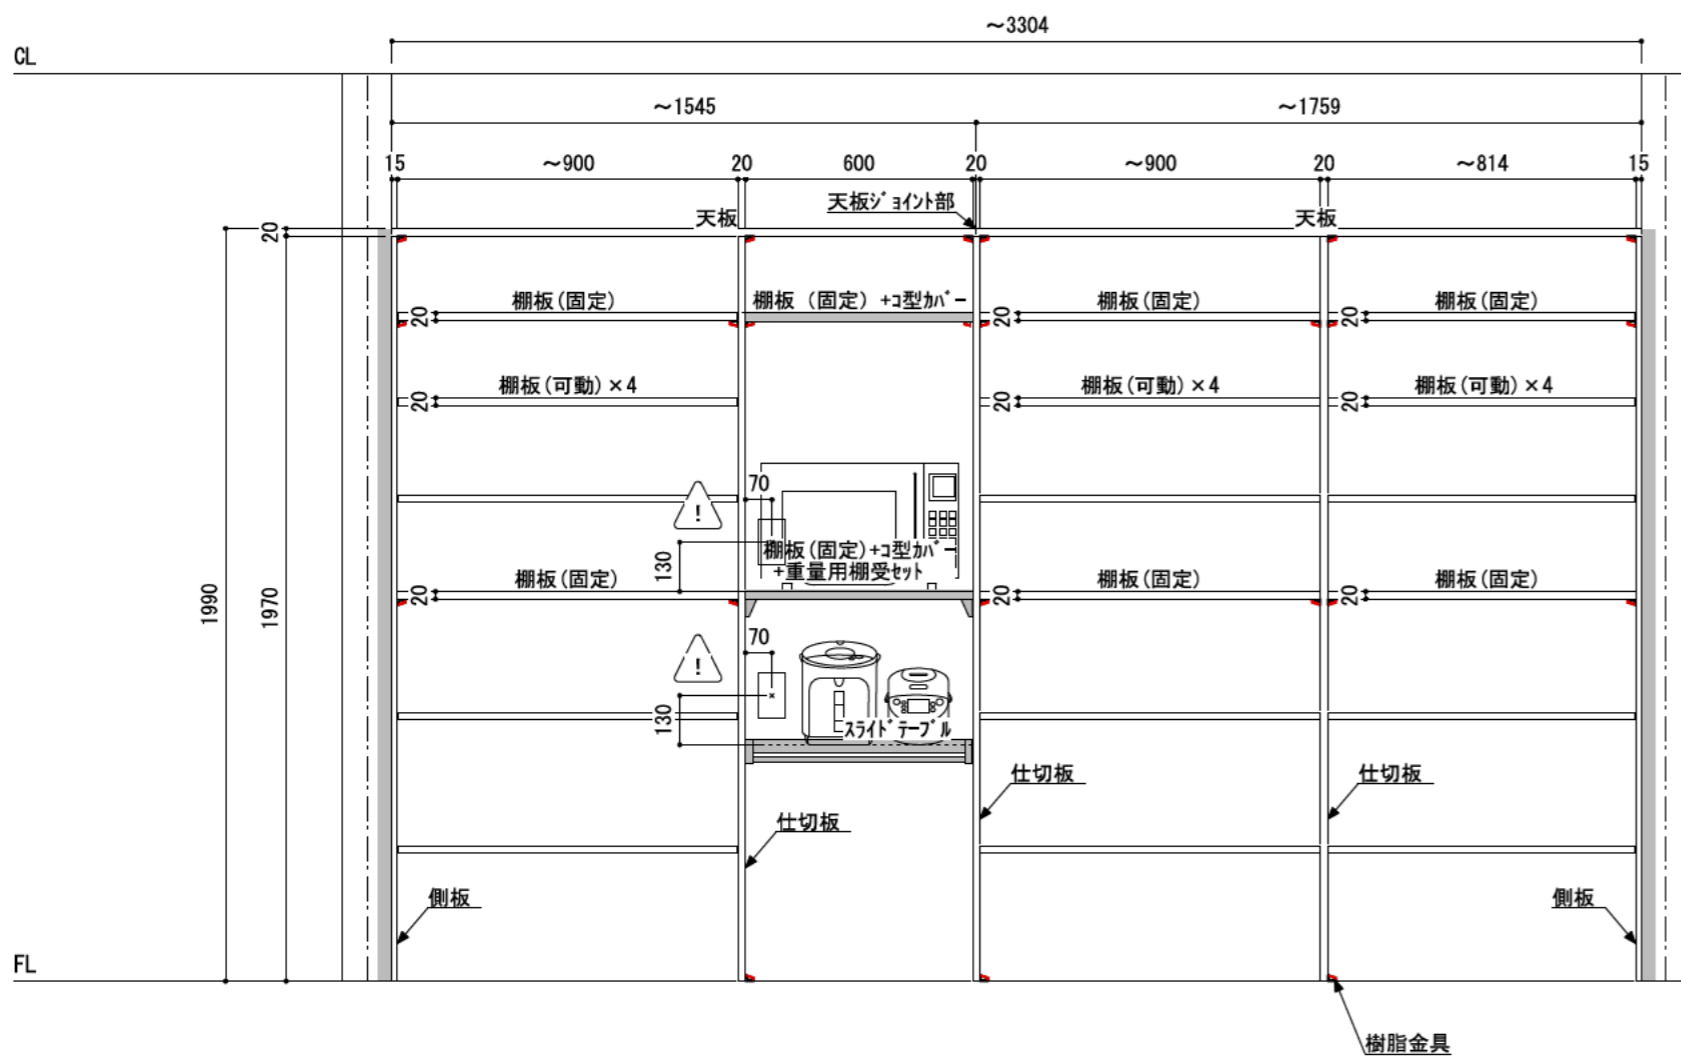 ～3304
CL
～1545
～1759
15
～900
20
600
20
～900
20
～814
15
天板ｼﾞｮｲﾝﾄ部
天板
天板
20
棚板(固定)
棚板（固定）+ｺ型ｶﾊﾞｰ
棚板(固定)
棚板(固定)
20
20
20
棚板(可動)×4
棚板(可動)×4
棚板(可動)×4
20
20
20
70
!
130
棚板(固定)+ｺ型ｶﾊﾞｰ
+重量用棚受ｾｯﾄ
棚板(固定)
棚板(固定)
棚板(固定)
20
20
20
1990
1970
70
!
130
ｽﾗｲﾄﾞﾃｰﾌﾞﾙ
仕切板
仕切板
仕切板
側板
側板
FL
樹脂金具